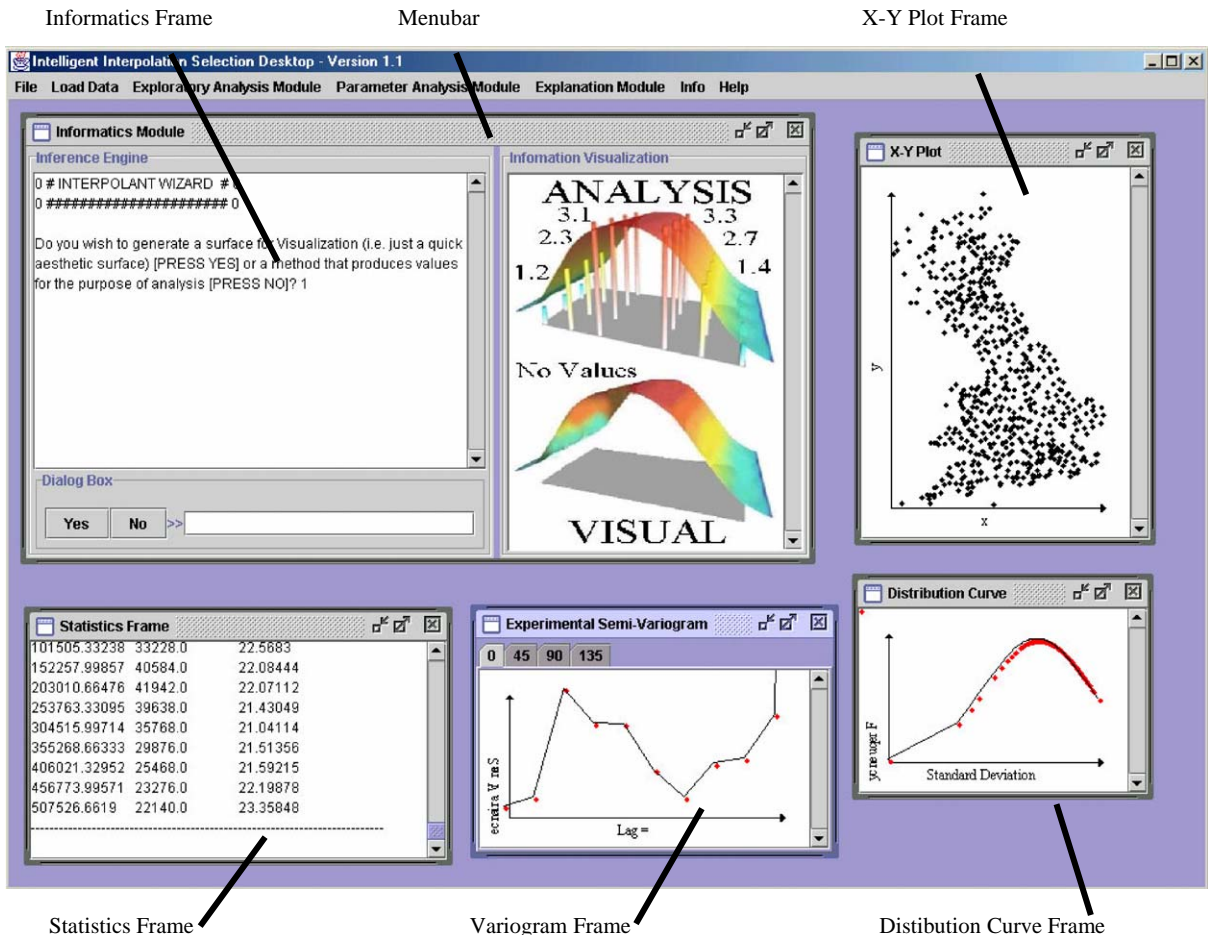 Informatics Frame
Menubar
X-Y Plot Frame
Intelligent Interpolation Selection Desktop - Version 1.1
File Load Data Exploratory Analysis Module Parameter Analysis Module Explanation Module Info Help
Informatics Module
Inference Engine
0 # INTERPOLANT WIZARD # 0
0 ###################### 0
Do you wish to generate a surface for Visualization (i.e. just a quick
aesthetic surface) [PRESS YES] or a method that produces values
for the purpose of analysis [PRESS NO]? 1
Dialog Box
Yes No >>
Information Visualization
ANALYSIS
3.1 3.3
2.3 2.7
1.2 1.4
No Values
VISUAL
X-Y Plot
y
x
Statistics Frame
101505.33238 33228.0 22.5683
152257.99857 40584.0 22.08444
203010.66476 41942.0 22.07112
253763.33095 39638.0 21.43049
304515.99714 35768.0 21.04114
355268.66333 29876.0 21.51356
406021.32952 25468.0 21.59215
456773.99571 23276.0 22.19878
507526.6619 22140.0 23.35848
Experimental Semi-Variogram
0 45 90 135
ecnaira V meS
Lag =
Distribution Curve
ycneuqer F
Standard Deviation
Statistics Frame
Variogram Frame
Distibution Curve Frame